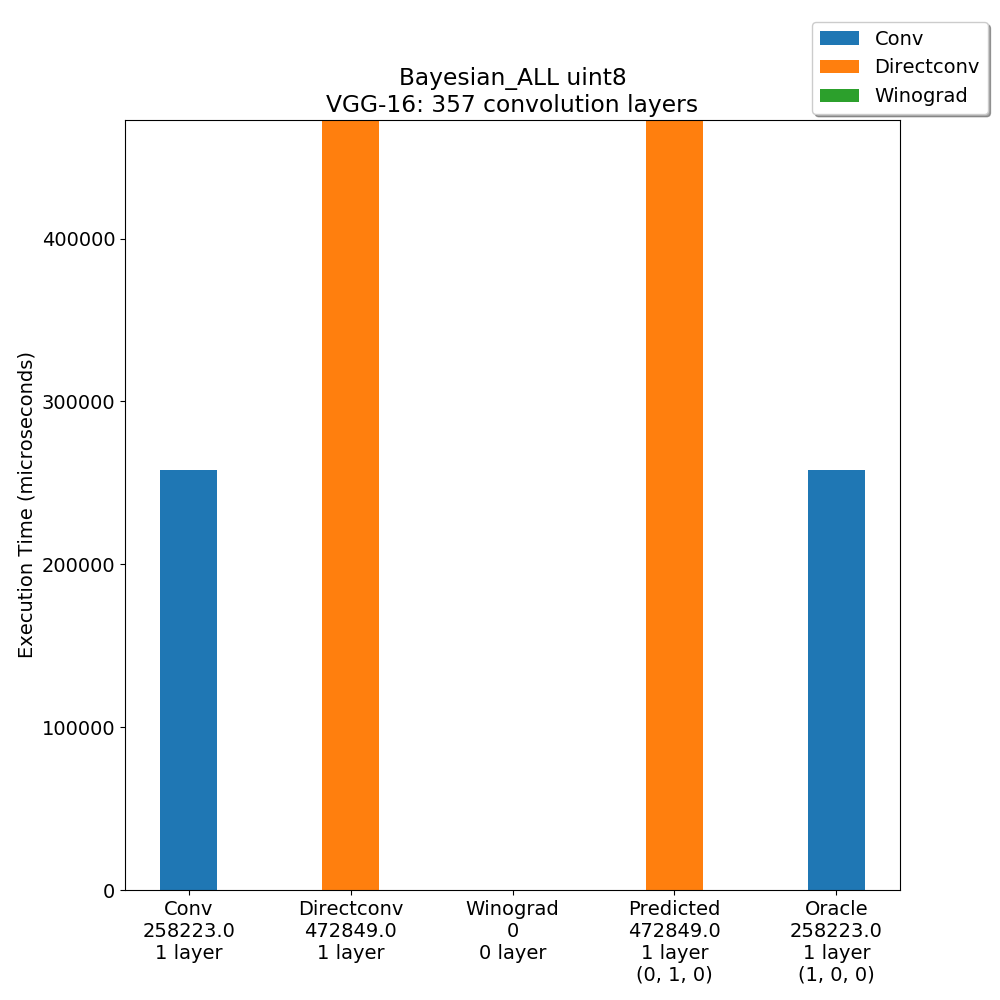 Conv
Directconv
Winograd
Bayesian_ALL uint8
VGG-16: 357 convolution layers
Execution Time (microseconds)
400000
300000
200000
100000
0
Conv
258223.0
1 layer
Directconv
472849.0
1 layer
Winograd
0
0 layer
Predicted
472849.0
1 layer
(0, 1, 0)
Oracle
258223.0
1 layer
(1, 0, 0)